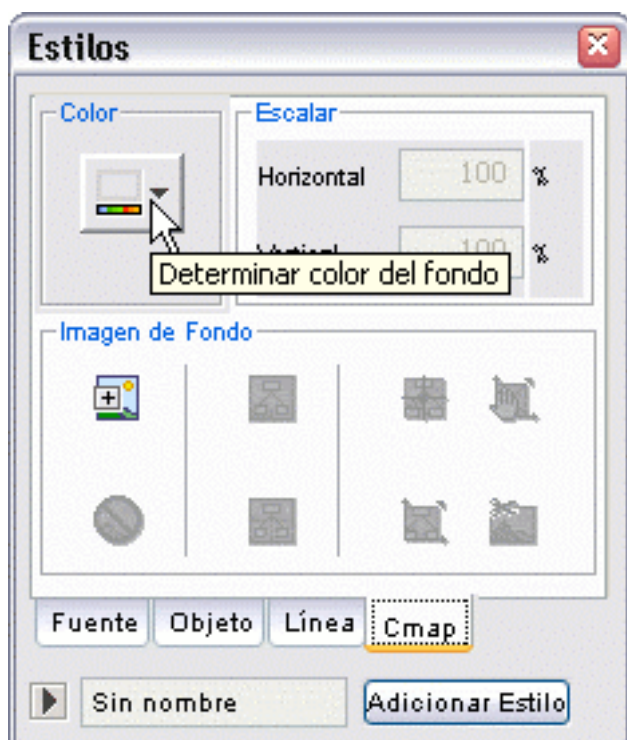 Estilos
Color
Escalar
Horizontal 100 %
100 %
Determinar color del fondo
Imagen de Fondo
Fuente Objeto Línea Cmap
Sin nombre Adicionar Estilo